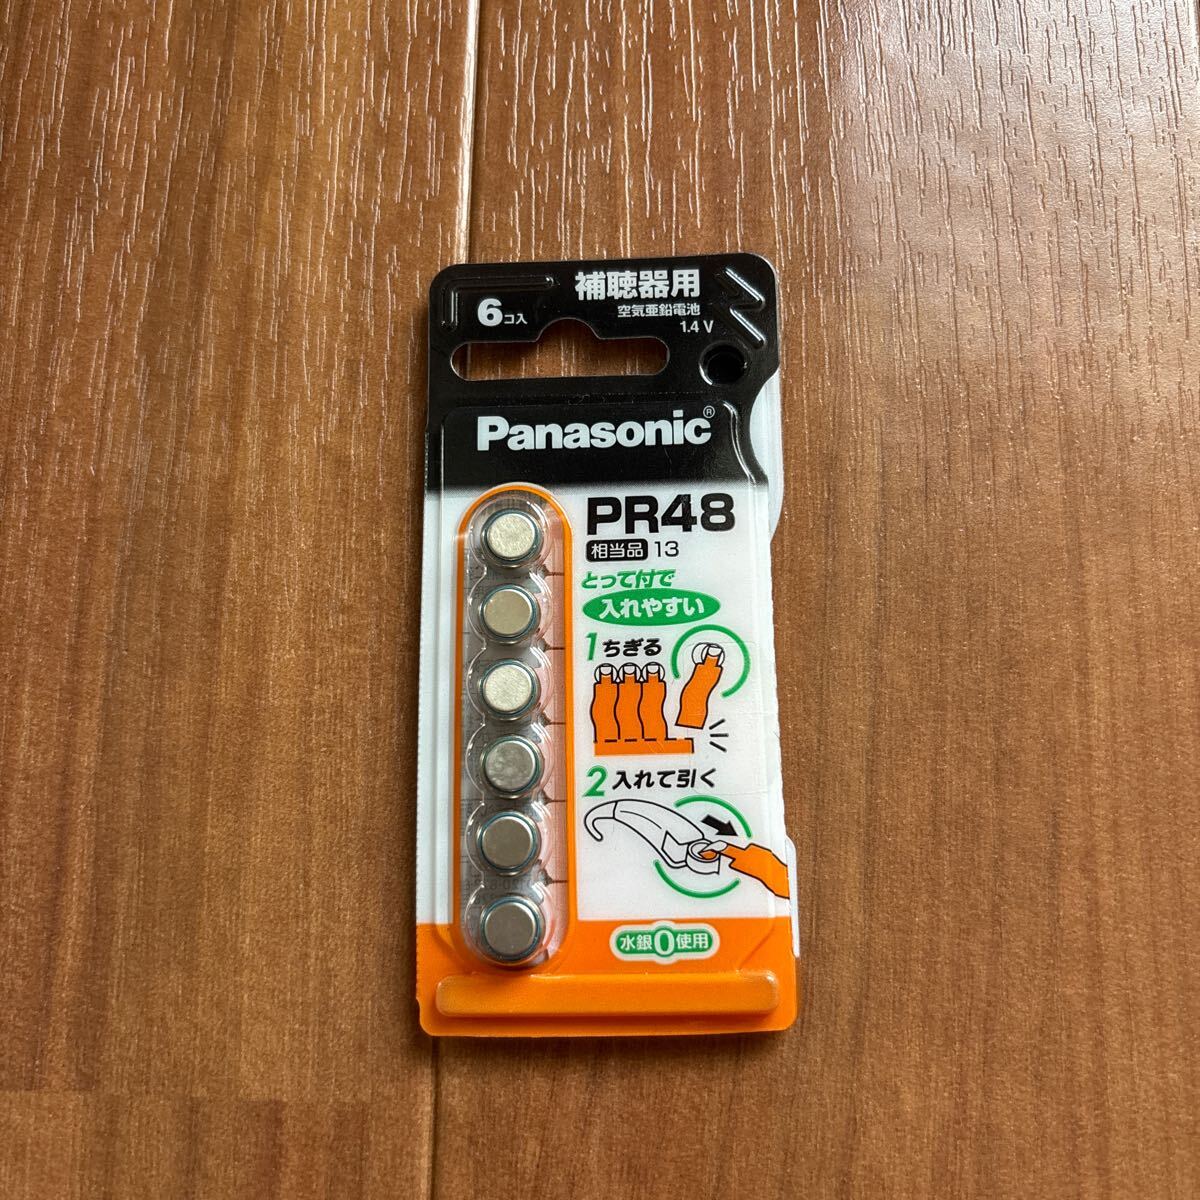 補聴器用
6コ入
空気亜鉛電池
1.4 V
Panasonic®
PR48
相当品 13
とって付で
入れやすい
1 ちぎる
2 入れて引く
水銀0使用